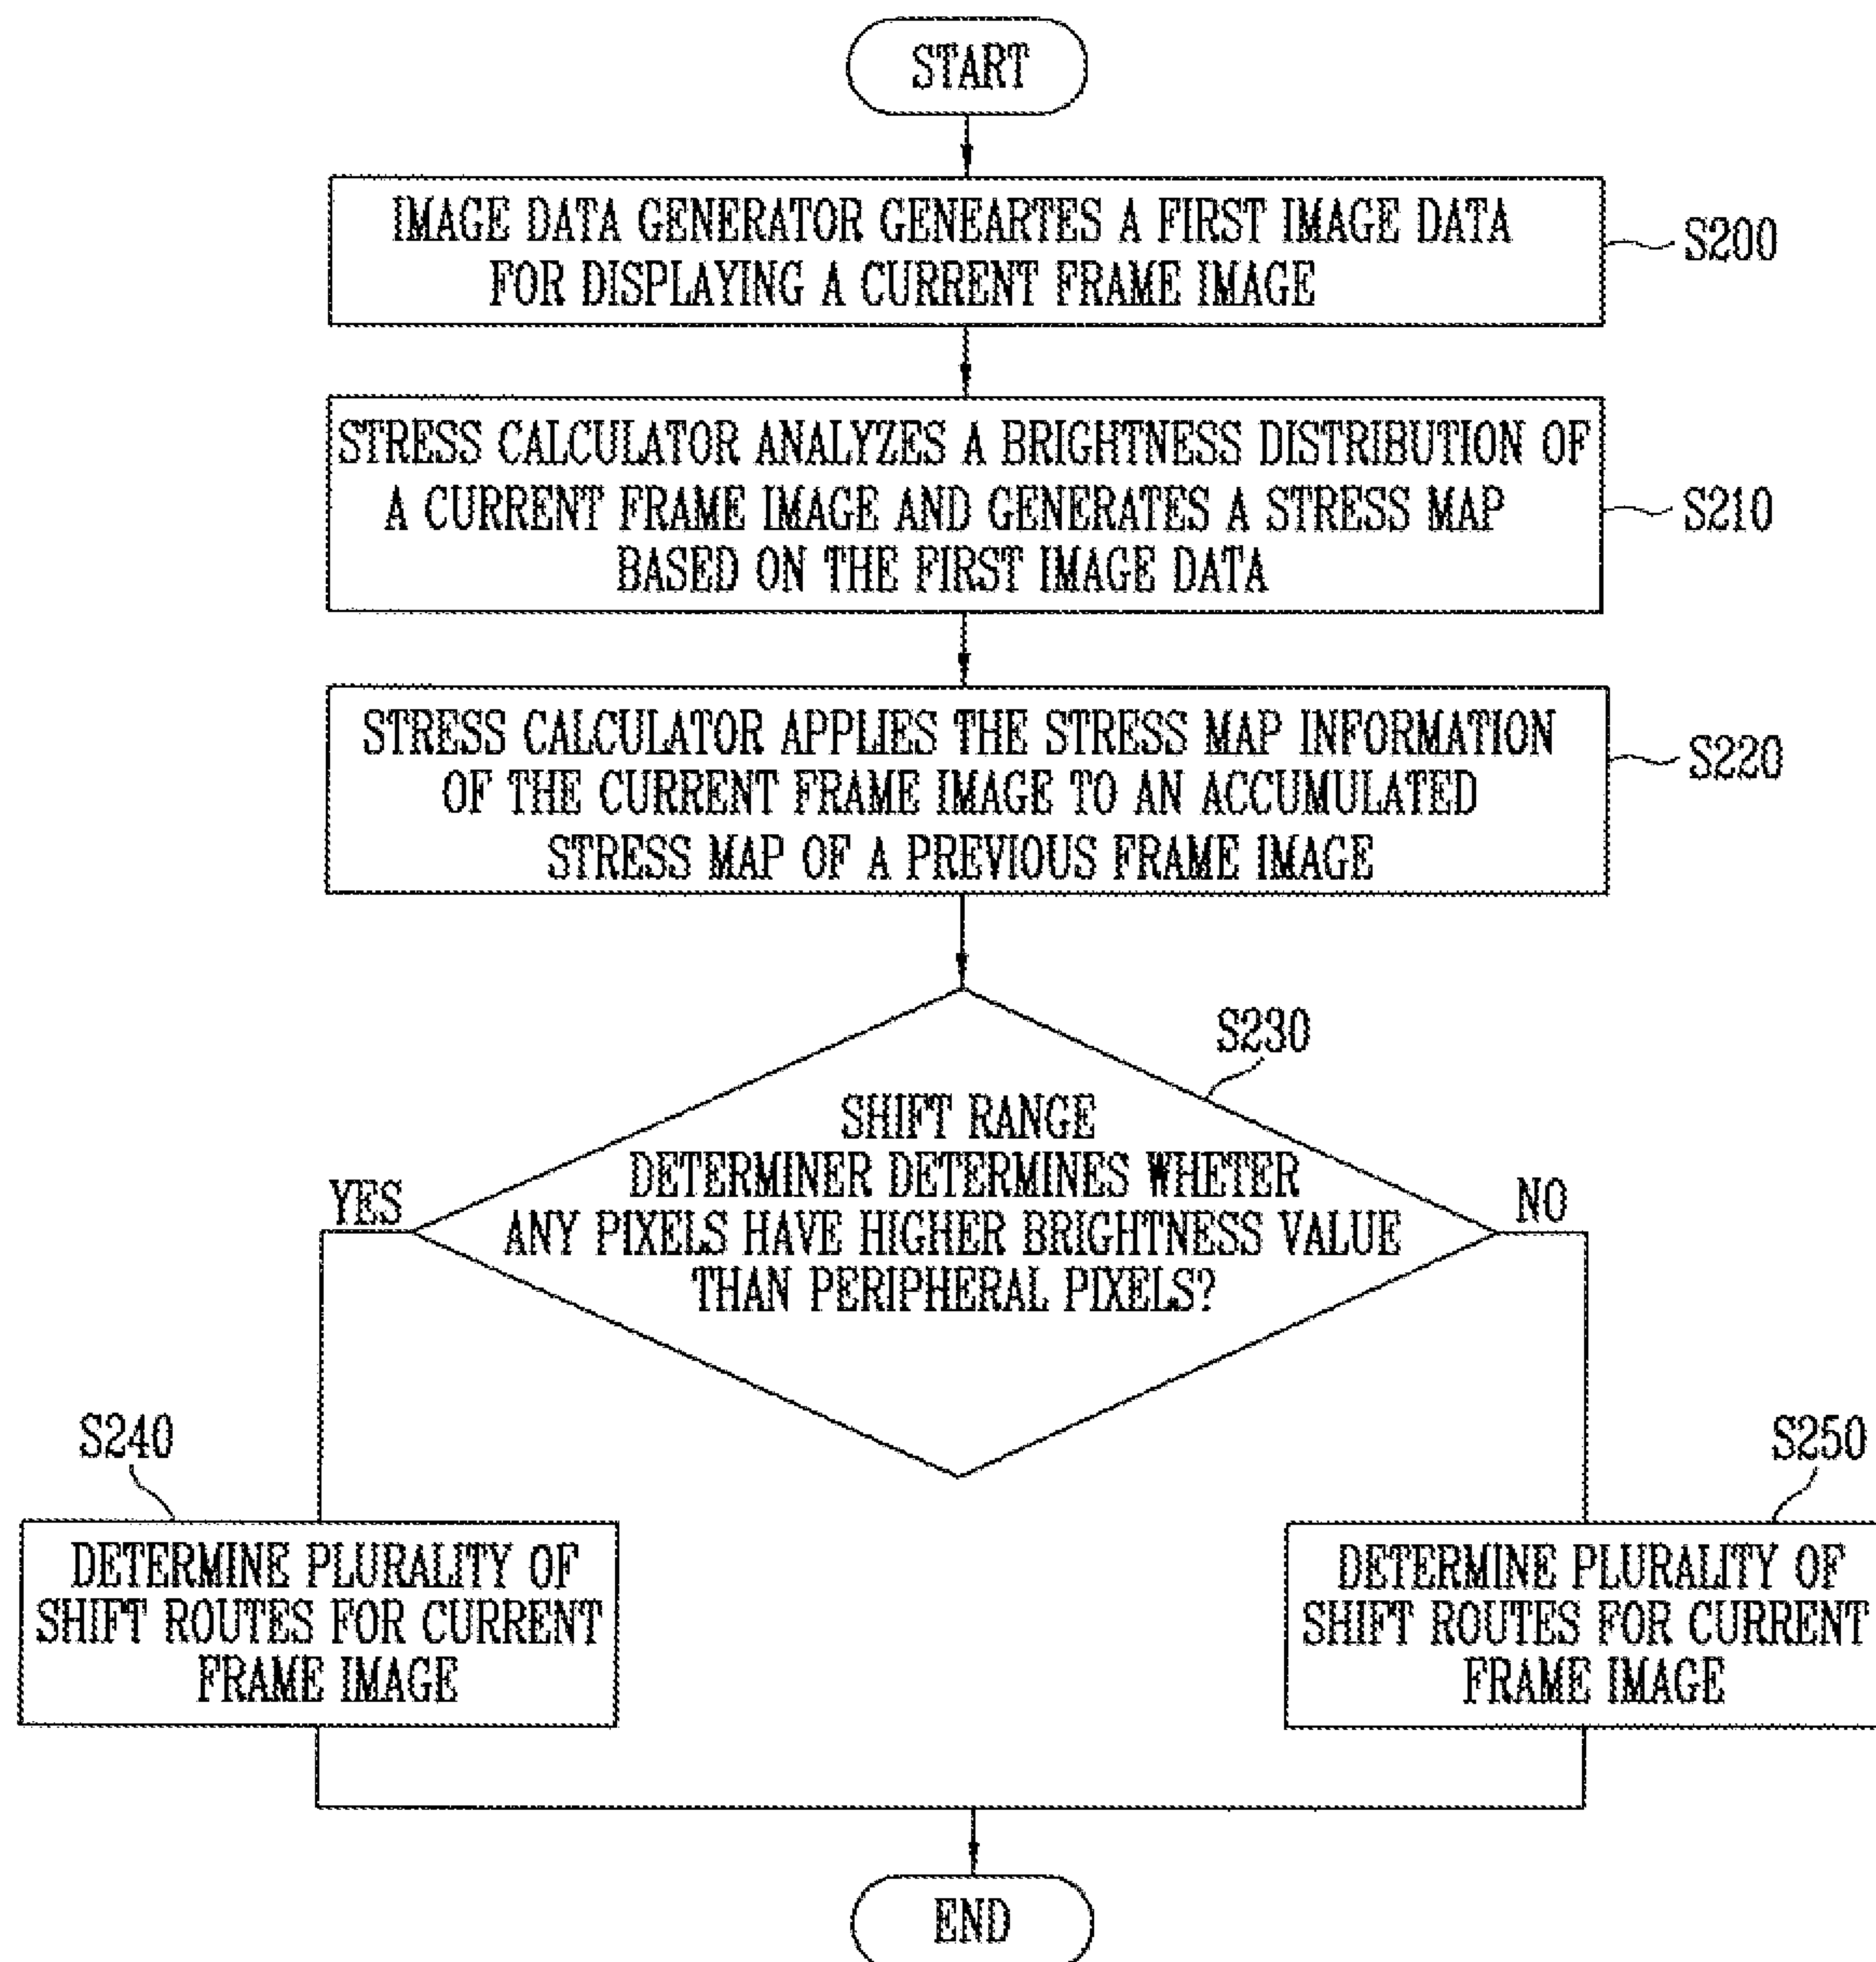 START
IMAGE DATA GENERATOR GENEARTES A FIRST IMAGE DATA
FOR DISPLAYING A CURRENT FRAME IMAGE
S200
STRESS CALCULATOR ANALYZES A BRIGHTNESS DISTRIBUTION OF
A CURRENT FRAME IMAGE AND GENERATES A STRESS MAP
BASED ON THE FIRST IMAGE DATA
S210
STRESS CALCULATOR APPLIES THE STRESS MAP INFORMATION
OF THE CURRENT FRAME IMAGE TO AN ACCUMULATED
STRESS MAP OF A PREVIOUS FRAME IMAGE
S220
S230
SHIFT RANGE
DETERMINER DETERMINES WHETER
ANY PIXELS HAVE HIGHER BRIGHTNESS VALUE
THAN PERIPHERAL PIXELS?
YES
NO
S240
DETERMINE PLURALITY OF
SHIFT ROUTES FOR CURRENT
FRAME IMAGE
S250
DETERMINE PLURALITY OF
SHIFT ROUTES FOR CURRENT
FRAME IMAGE
END